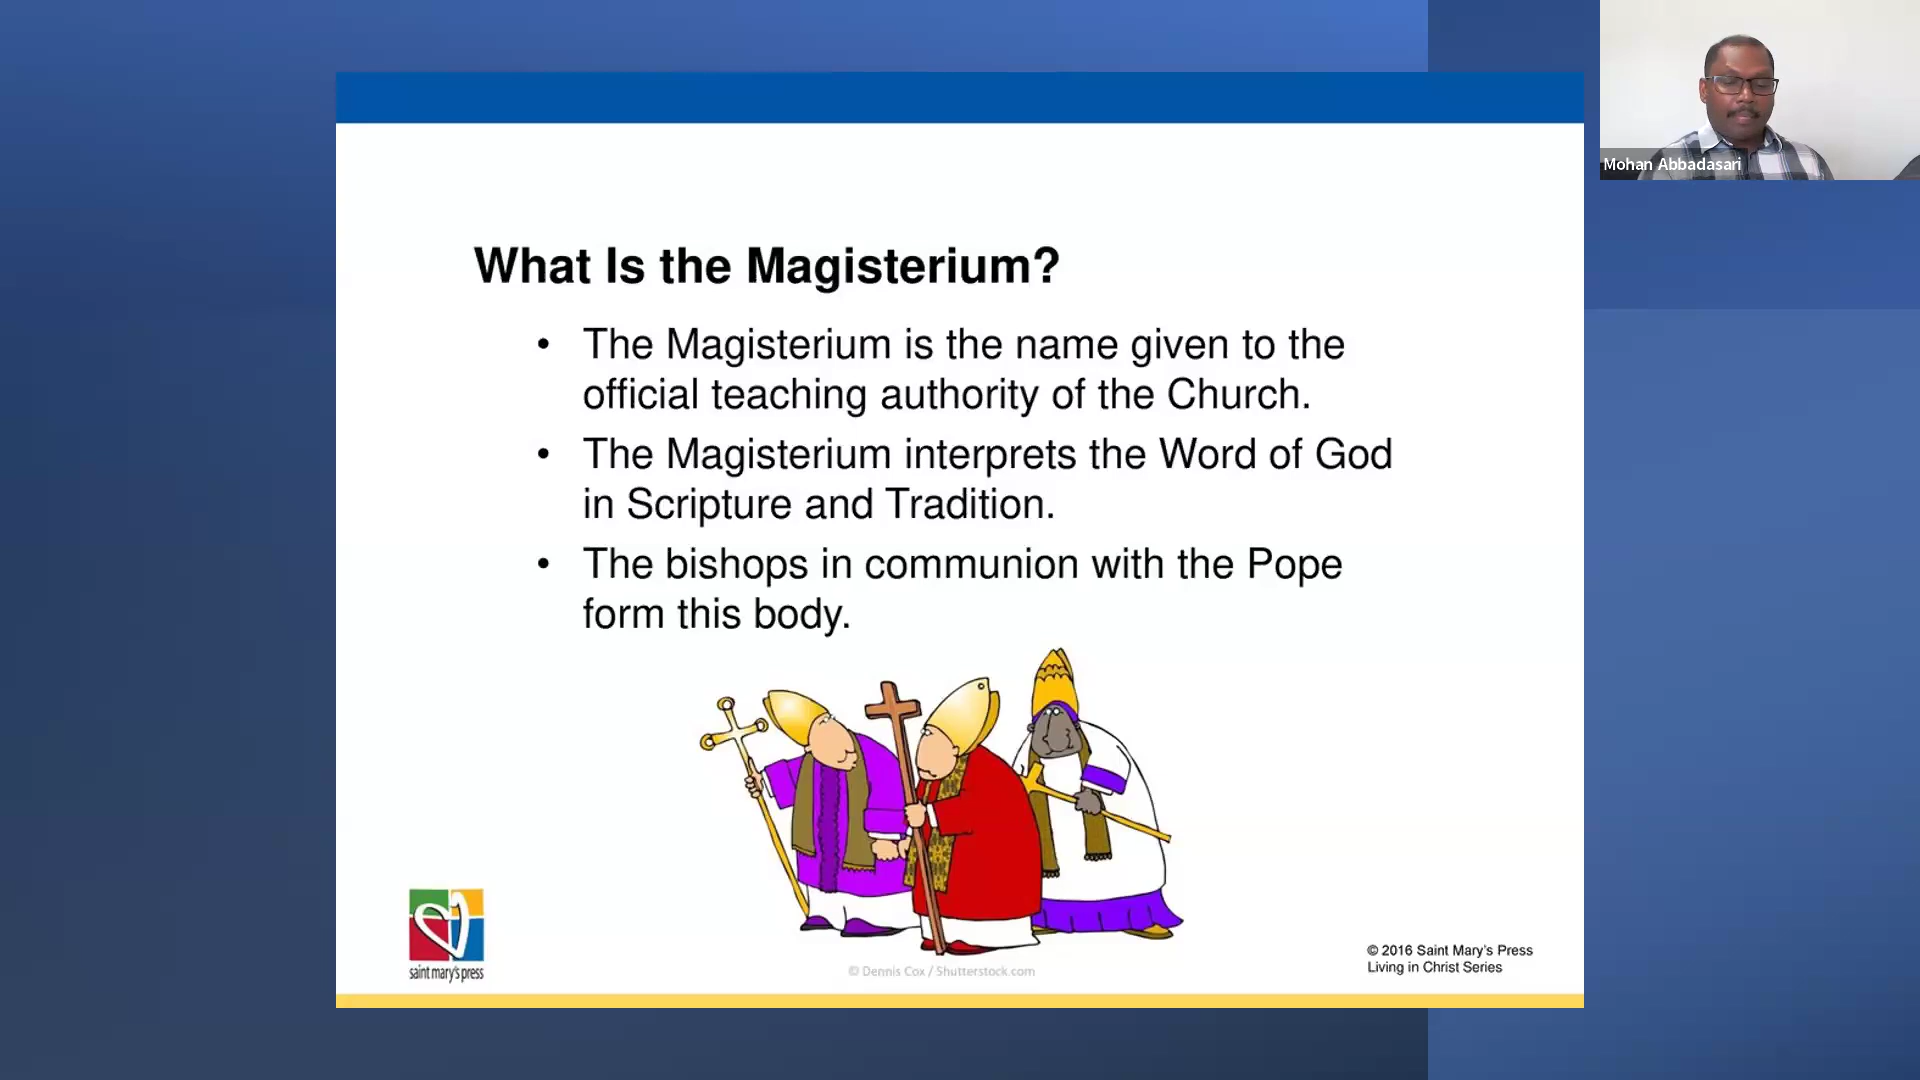 Mohan Abbadasari
What Is the Magisterium?
• The Magisterium is the name given to the
official teaching authority of the Church.
• The Magisterium interprets the Word of God
in Scripture and Tradition.
• The bishops in communion with the Pope
form this body.
saint mary's press
© Dennis Cox / Shutterstock.com
© 2016 Saint Mary's Press
Living in Christ Series